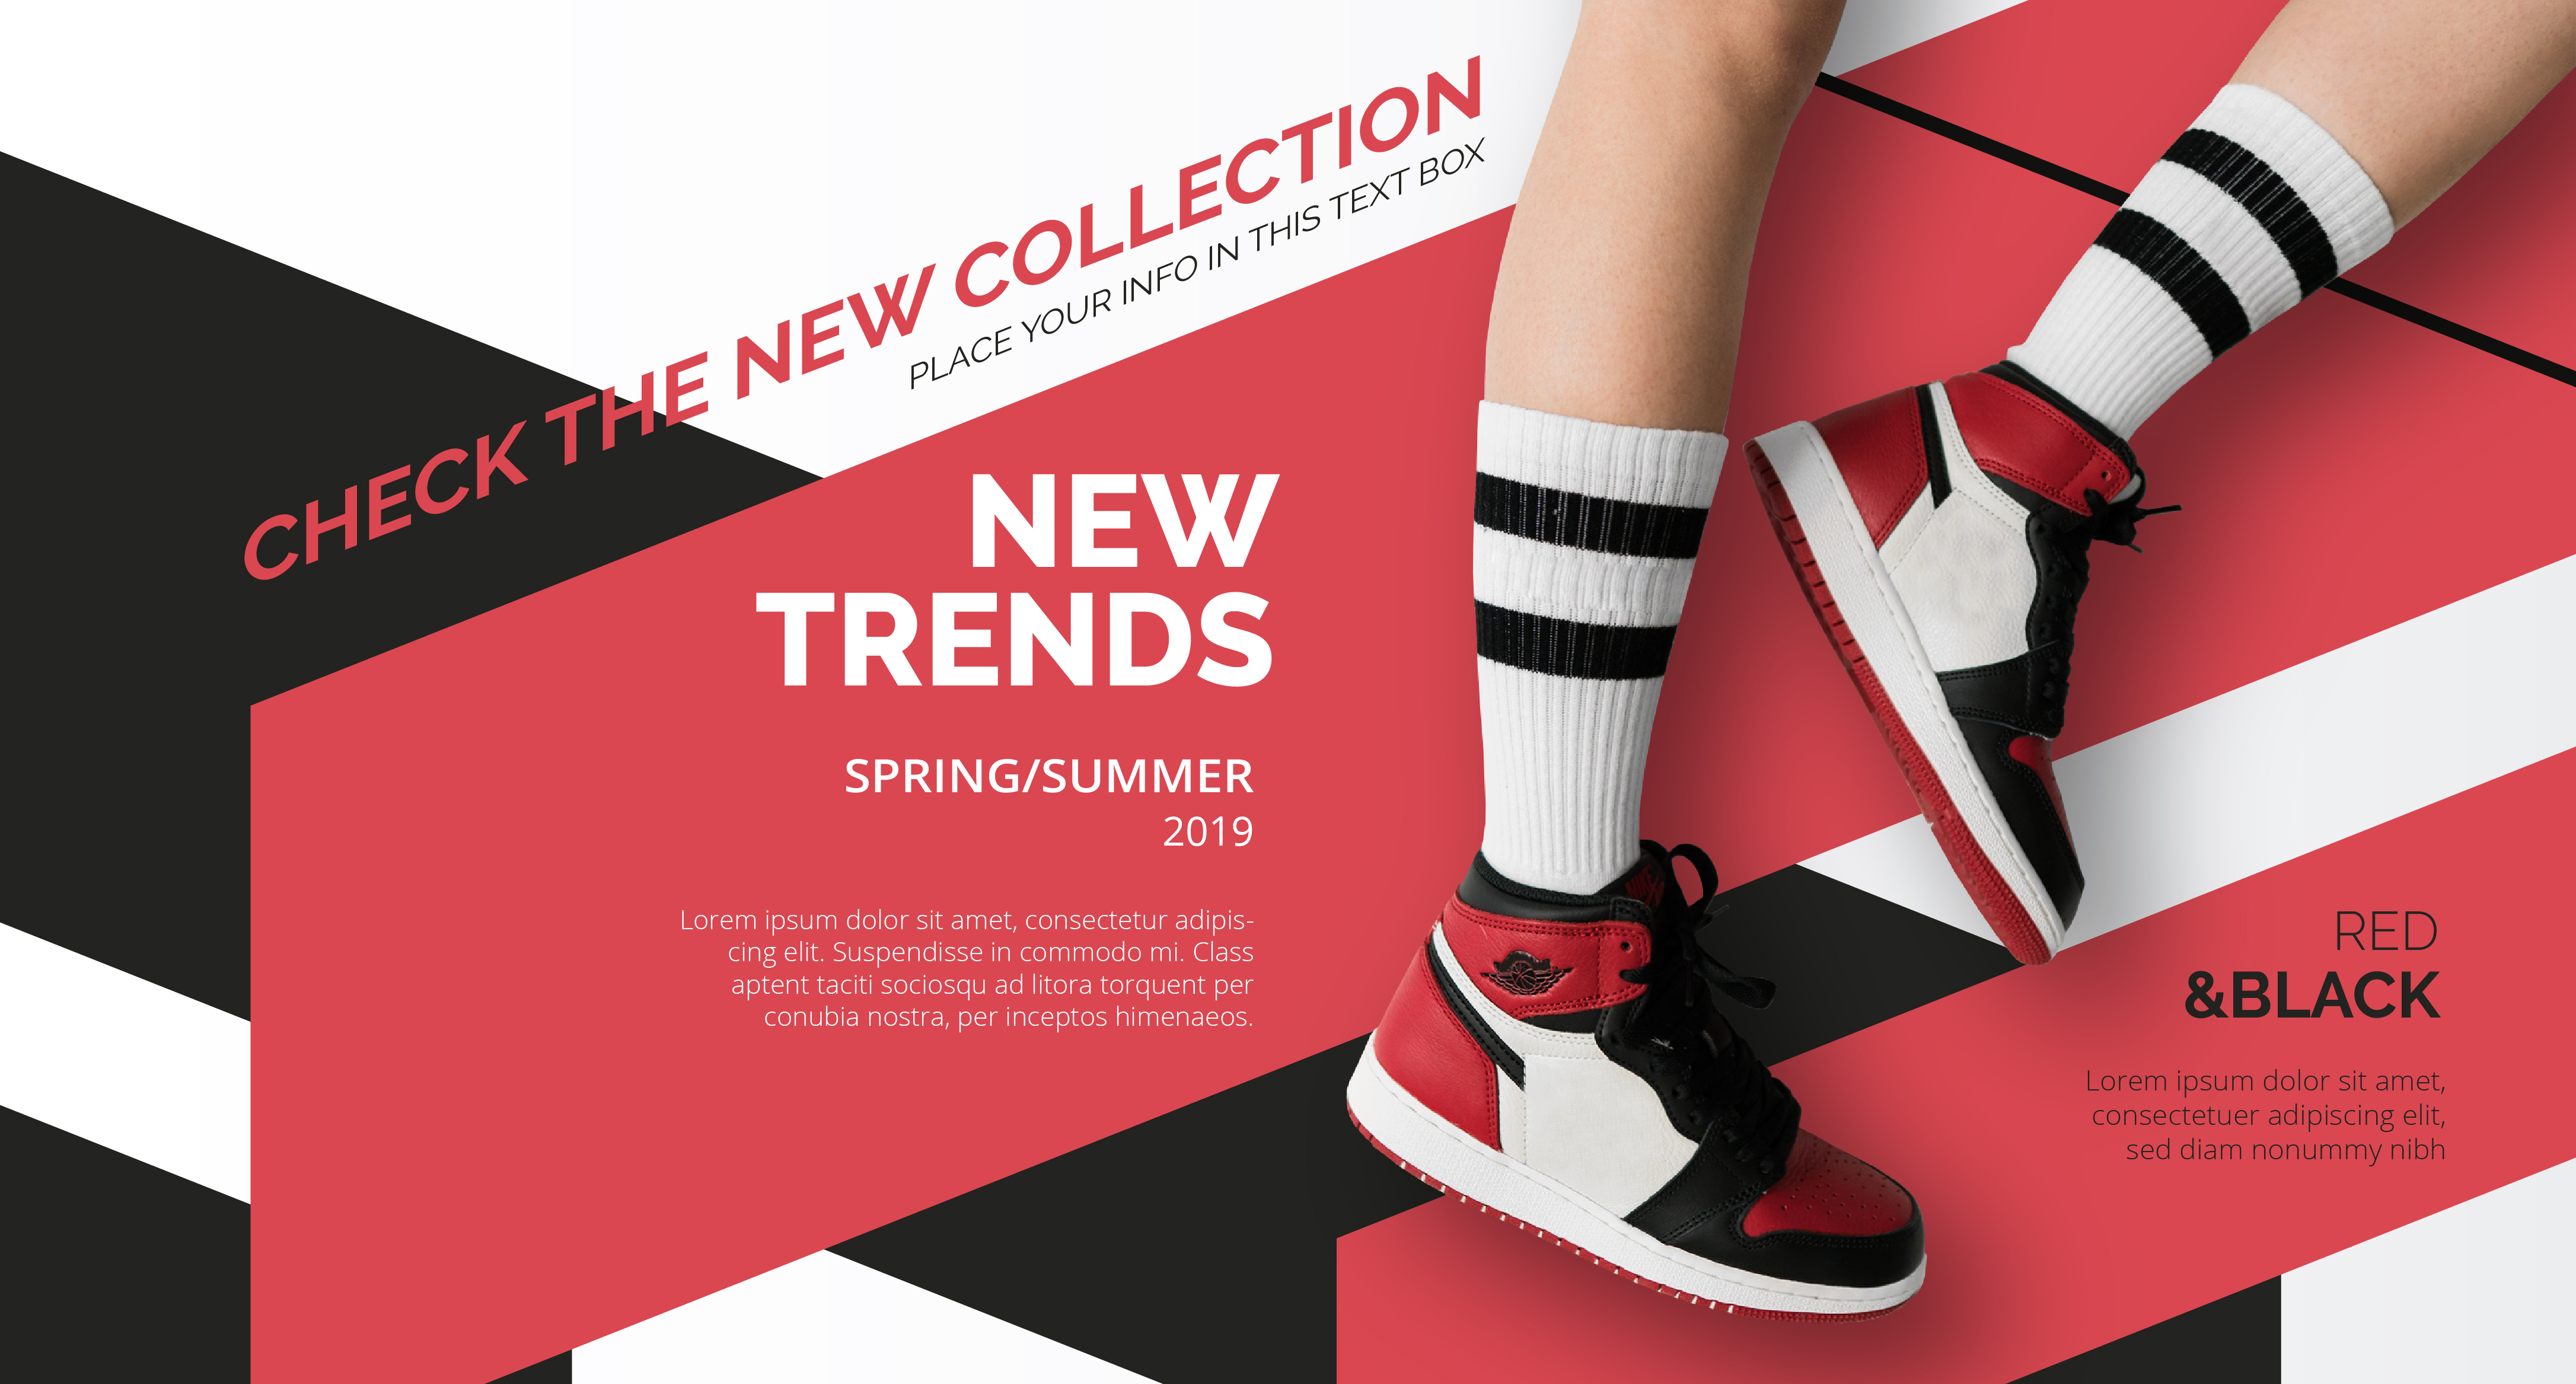 CHECK THE NEW COLLECTION
PLACE YOUR INFO IN THIS TEXT BOX
NEW
TRENDS
SPRING/SUMMER
2019
Lorem ipsum dolor sit amet, consectetur adipis-
cing elit. Suspendisse in commodo mi. Class
aptent taciti sociosqu ad litora torquent per
conubia nostra, per inceptos himenaeos.
RED
&BLACK
Lorem ipsum dolor sit amet,
consectetuer adipiscing elit,
sed diam nonummy nibh